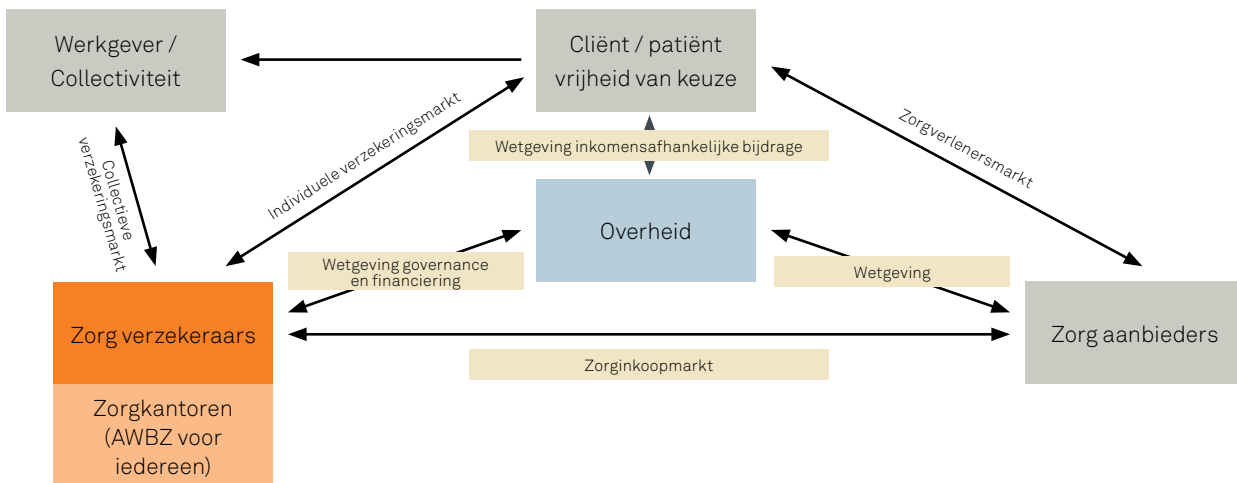 Werkgever /
Collectiviteit
Cliënt / patiënt
vrijheid van keuze
Collectieve
verzekeringsmarkt
Individuele verzekeringsmarkt
Wetgeving inkomensafhankelijke bijdrage
Zorgverlenersmarkt
Overheid
Wetgeving governance
en financiering
Wetgeving
Zorg verzekeraars
Zorg aanbieders
Zorginkoopmarkt
Zorgkantoren
(AWBZ voor
iedereen)